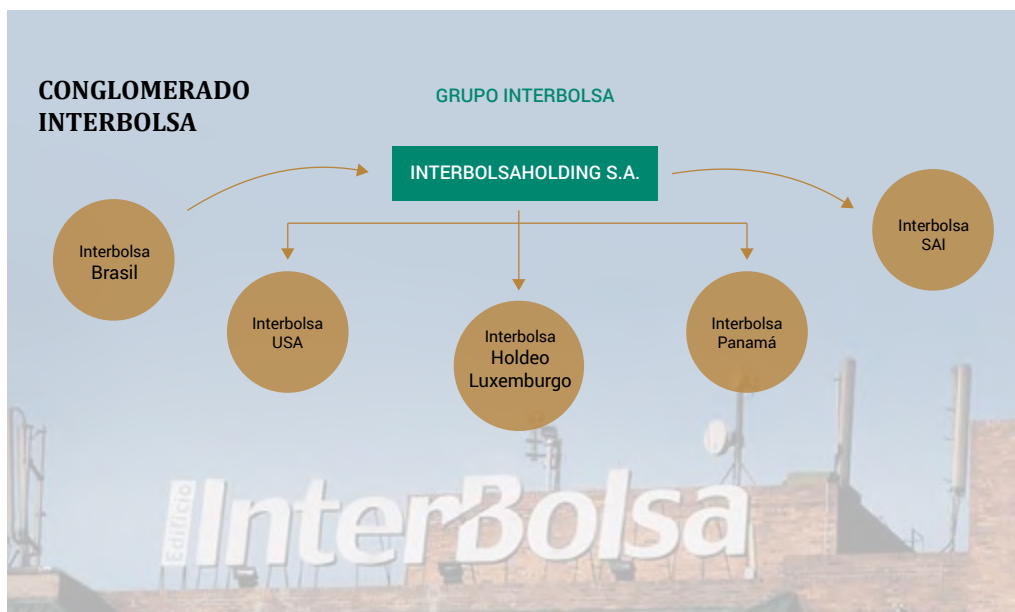 CONGLOMERADO
INTERBOLSA
GRUPO INTERBOLSA
INTERBOLSAHOLDING S.A.
Interbolsa
Brasil
Interbolsa
USA
Interbolsa
Holdeo
Luxemburgo
Interbolsa
Panamá
Interbolsa
SAI
Edificio
InterBolsa